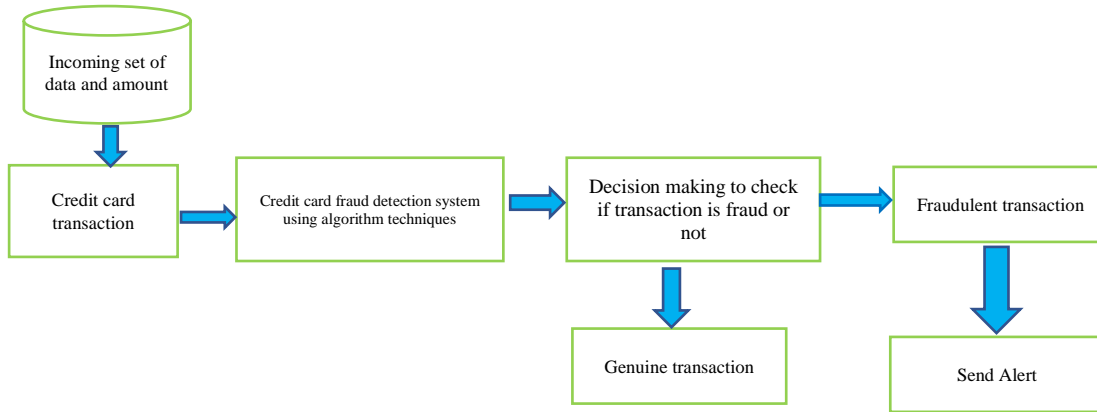 Incoming set of
data and amount
Credit card
transaction
Credit card fraud detection system
using algorithm techniques
Decision making to check
if transaction is fraud or
not
Fraudulent transaction
Genuine transaction
Send Alert